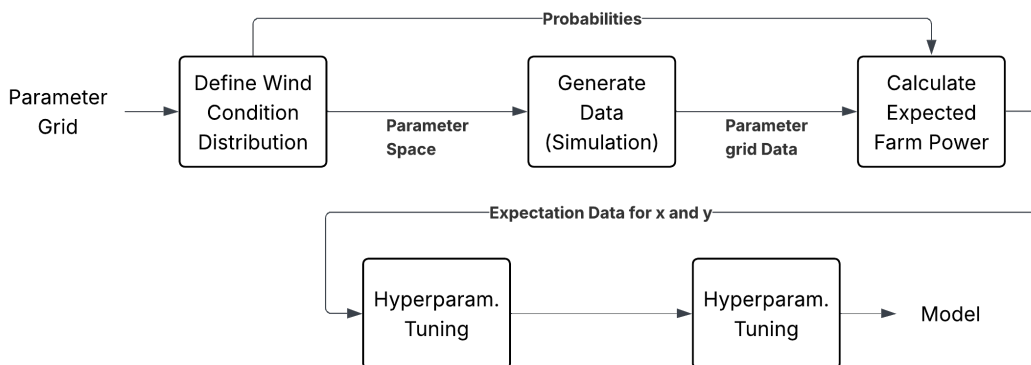 Probabilities
Parameter
Grid
Define Wind
Condition
Distribution
Parameter
Space
Generate
Data
(Simulation)
Parameter
grid Data
Calculate
Expected
Farm Power
Expectation Data for x and y
Hyperparam.
Tuning
Hyperparam.
Tuning
Model